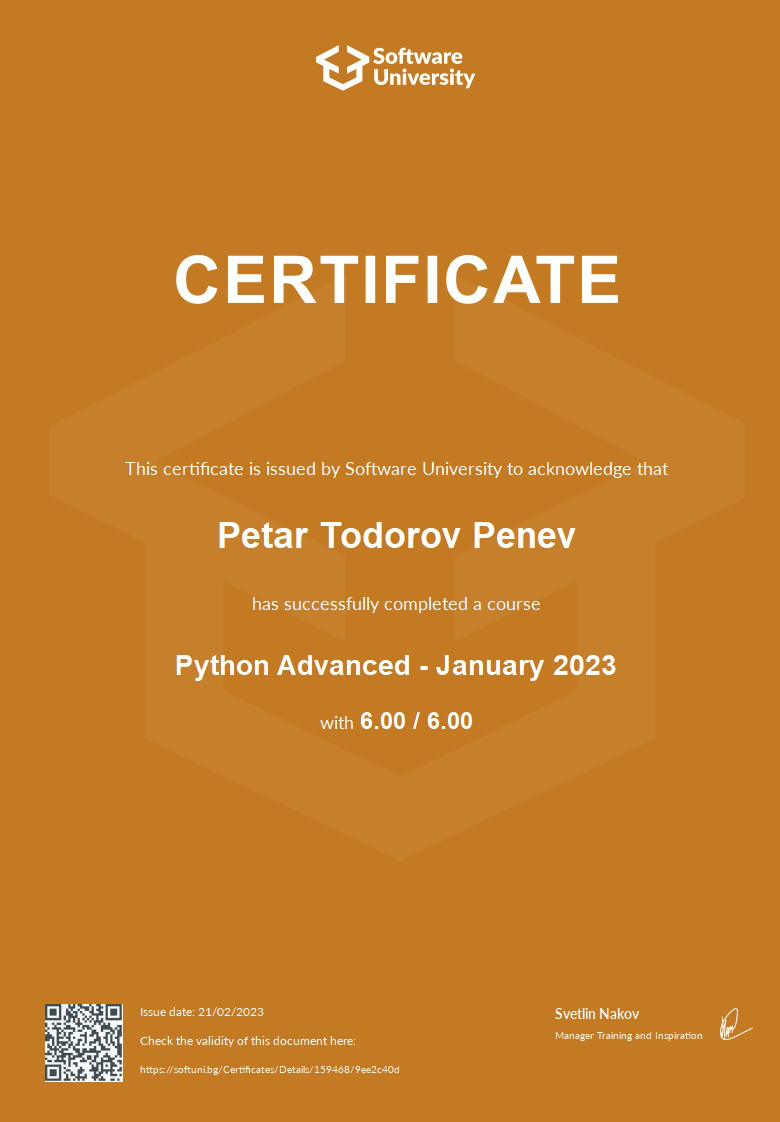 Software
University
CERTIFICATE
This certificate is issued by Software University to acknowledge that
Petar Todorov Penev
has successfully completed a course
Python Advanced - January 2023
with 6.00 / 6.00
Issue date: 21/02/2023
Check the validity of this document here:
https://softuni.bg/Certificates/Details/159468/9ee2c40d
Svetlin Nakov
Manager Training and Inspiration